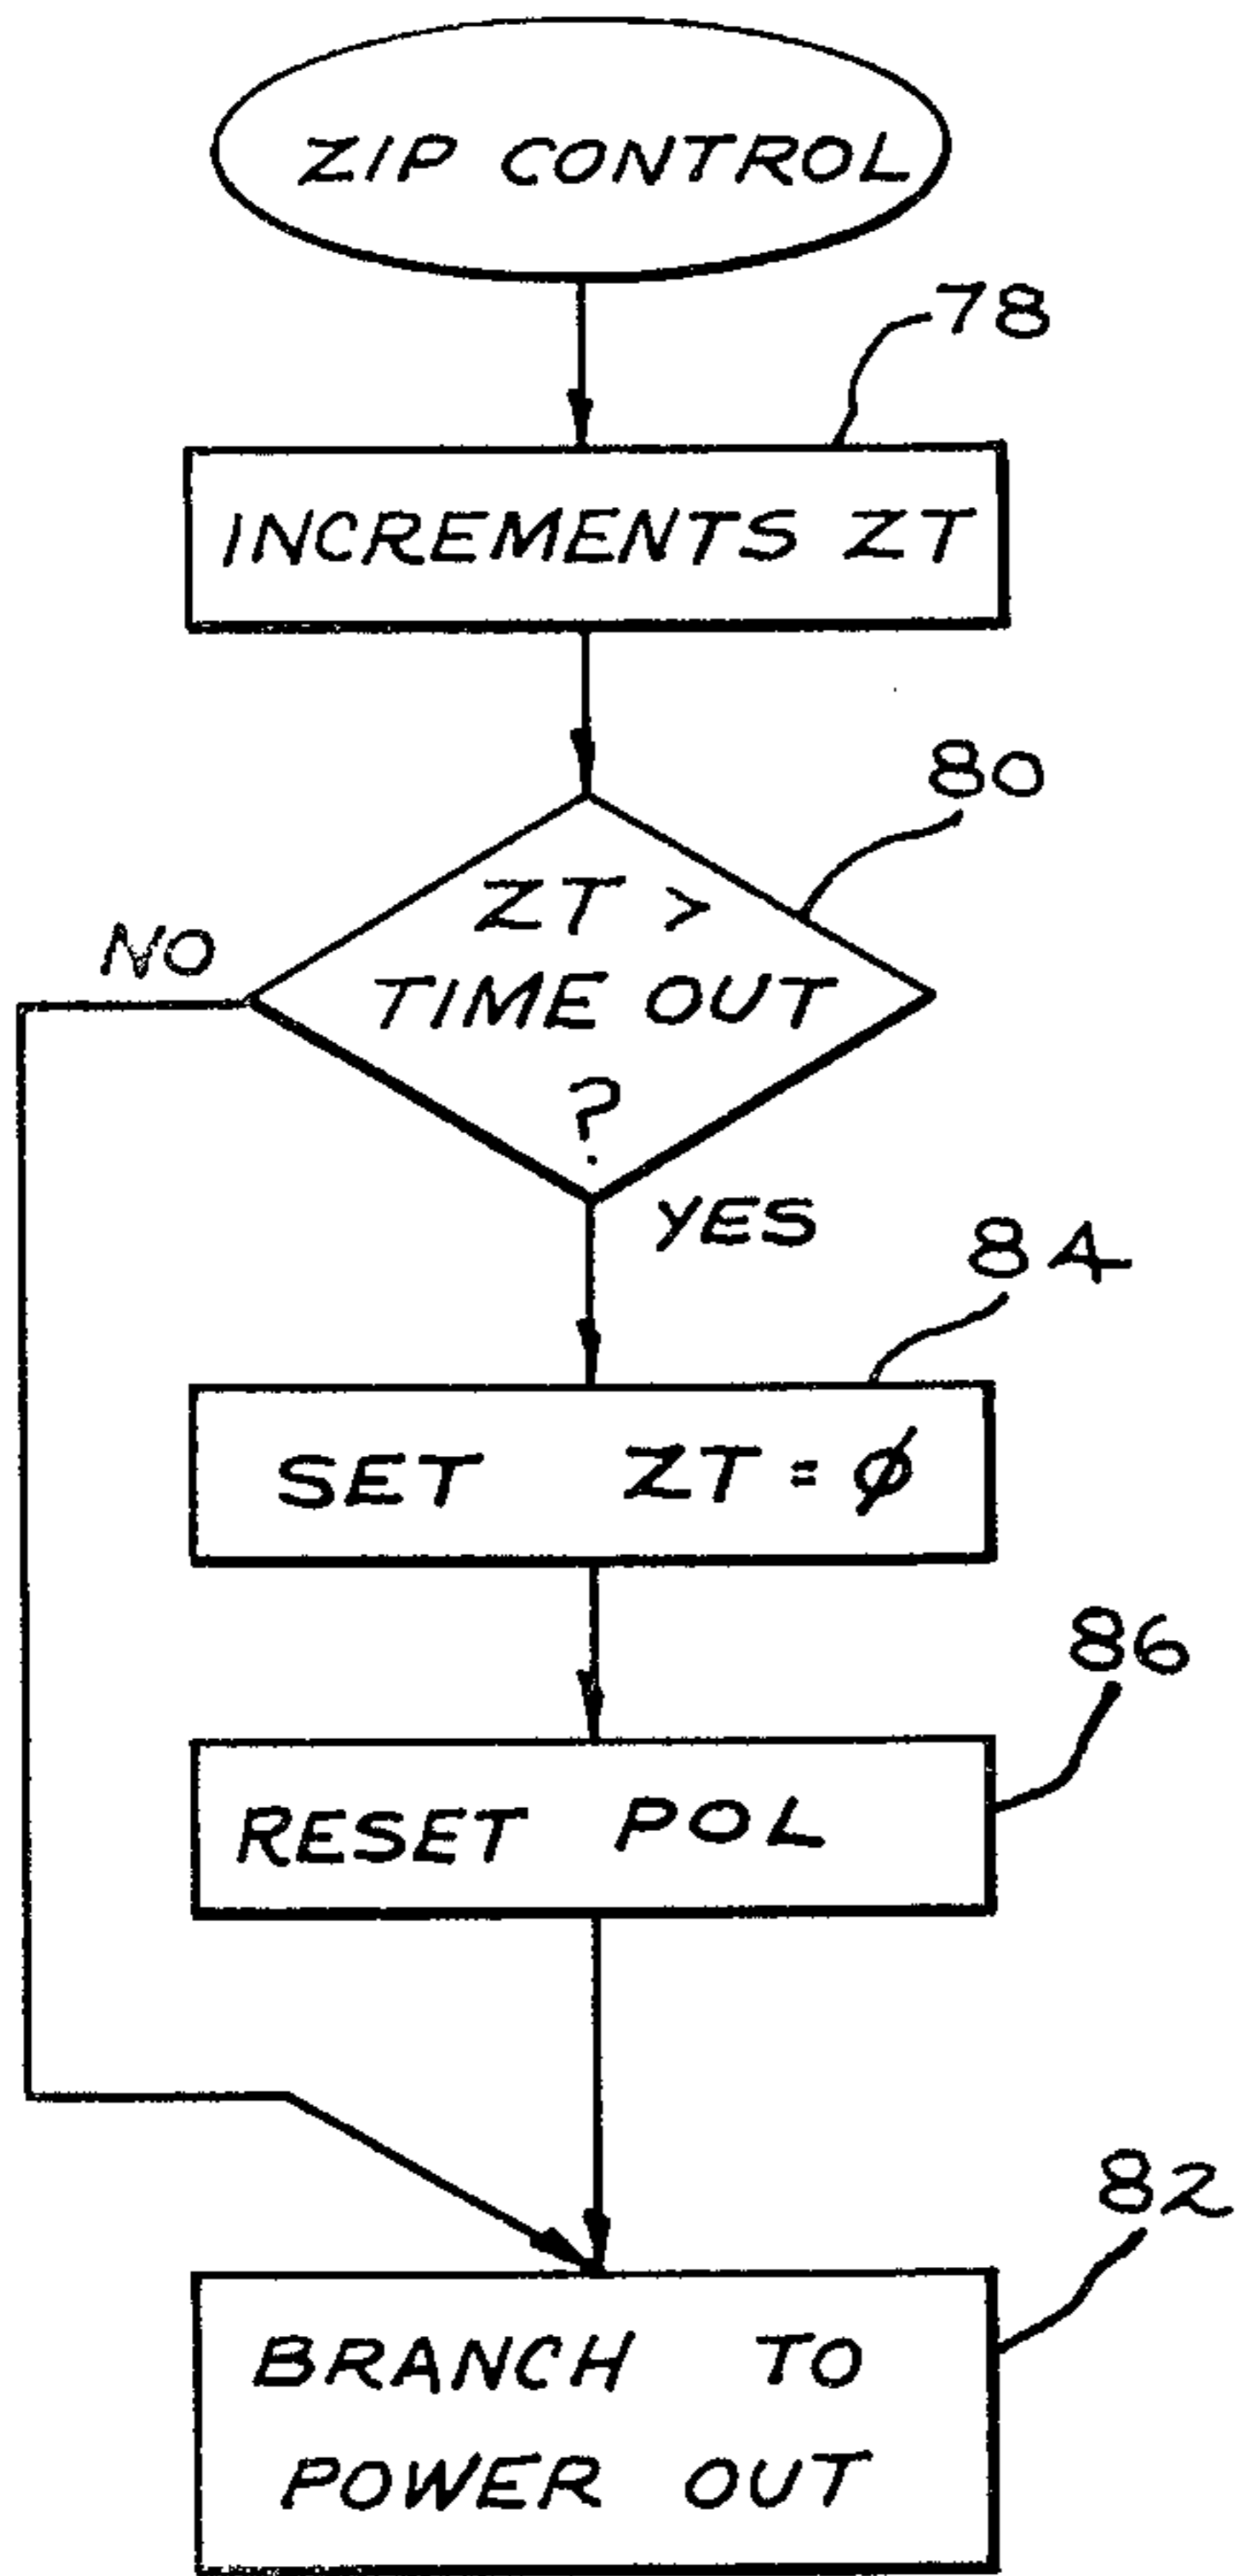 ZIP CONTROL
78
INCREMENTS ZT
80
ZT >
NO
TIME OUT
?
YES
84
SET ZT = ϕ
86
RESET POL
82
BRANCH TO
POWER OUT